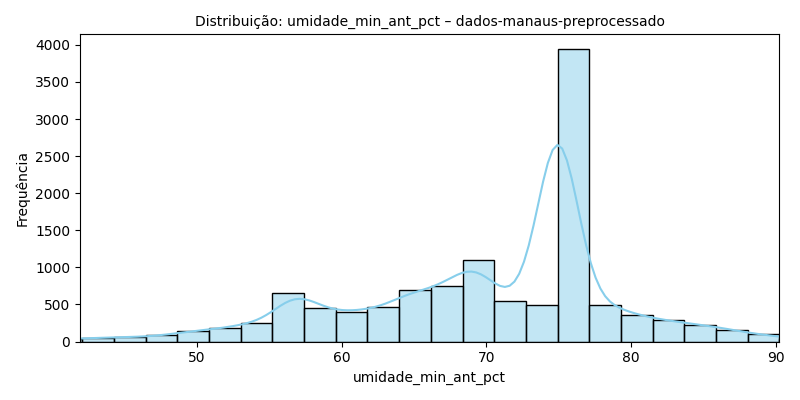 Distribuição: umidade_min_ant_pct – dados-manaus-preprocessado
4000
3500
3000
2500
2000
1500
1000
500
0
Frequência
50 60 70 80 90
umidade_min_ant_pct